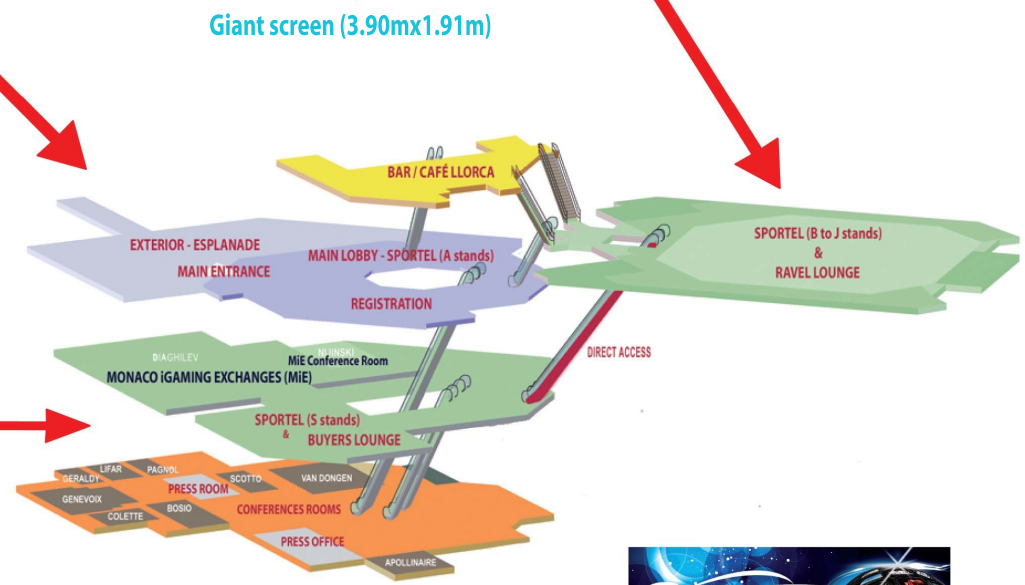 Giant screen (3.90mx1.91m)
BAR / CAFÉ LLORCA
EXTERIOR - ESPLANADE
MAIN ENTRANCE
MAIN LOBBY - SPORTEL (A stands)
REGISTRATION
SPORTEL (B to J stands)
&
RAVEL LOUNGE
DIRECT ACCESS
DIAGHILEV
NIJINSKI
MiE Conference Room
MONACO iGAMING EXCHANGES (MiE)
SPORTEL (S stands)
& BUYERS LOUNGE
LIFAR
PAGNOL
GERALDY
SCOTTO
VAN DONGEN
PRESS ROOM
GENEVOIX
COLETTE
BOSIO
CONFERENCES ROOMS
PRESS OFFICE
APOLLINAIRE